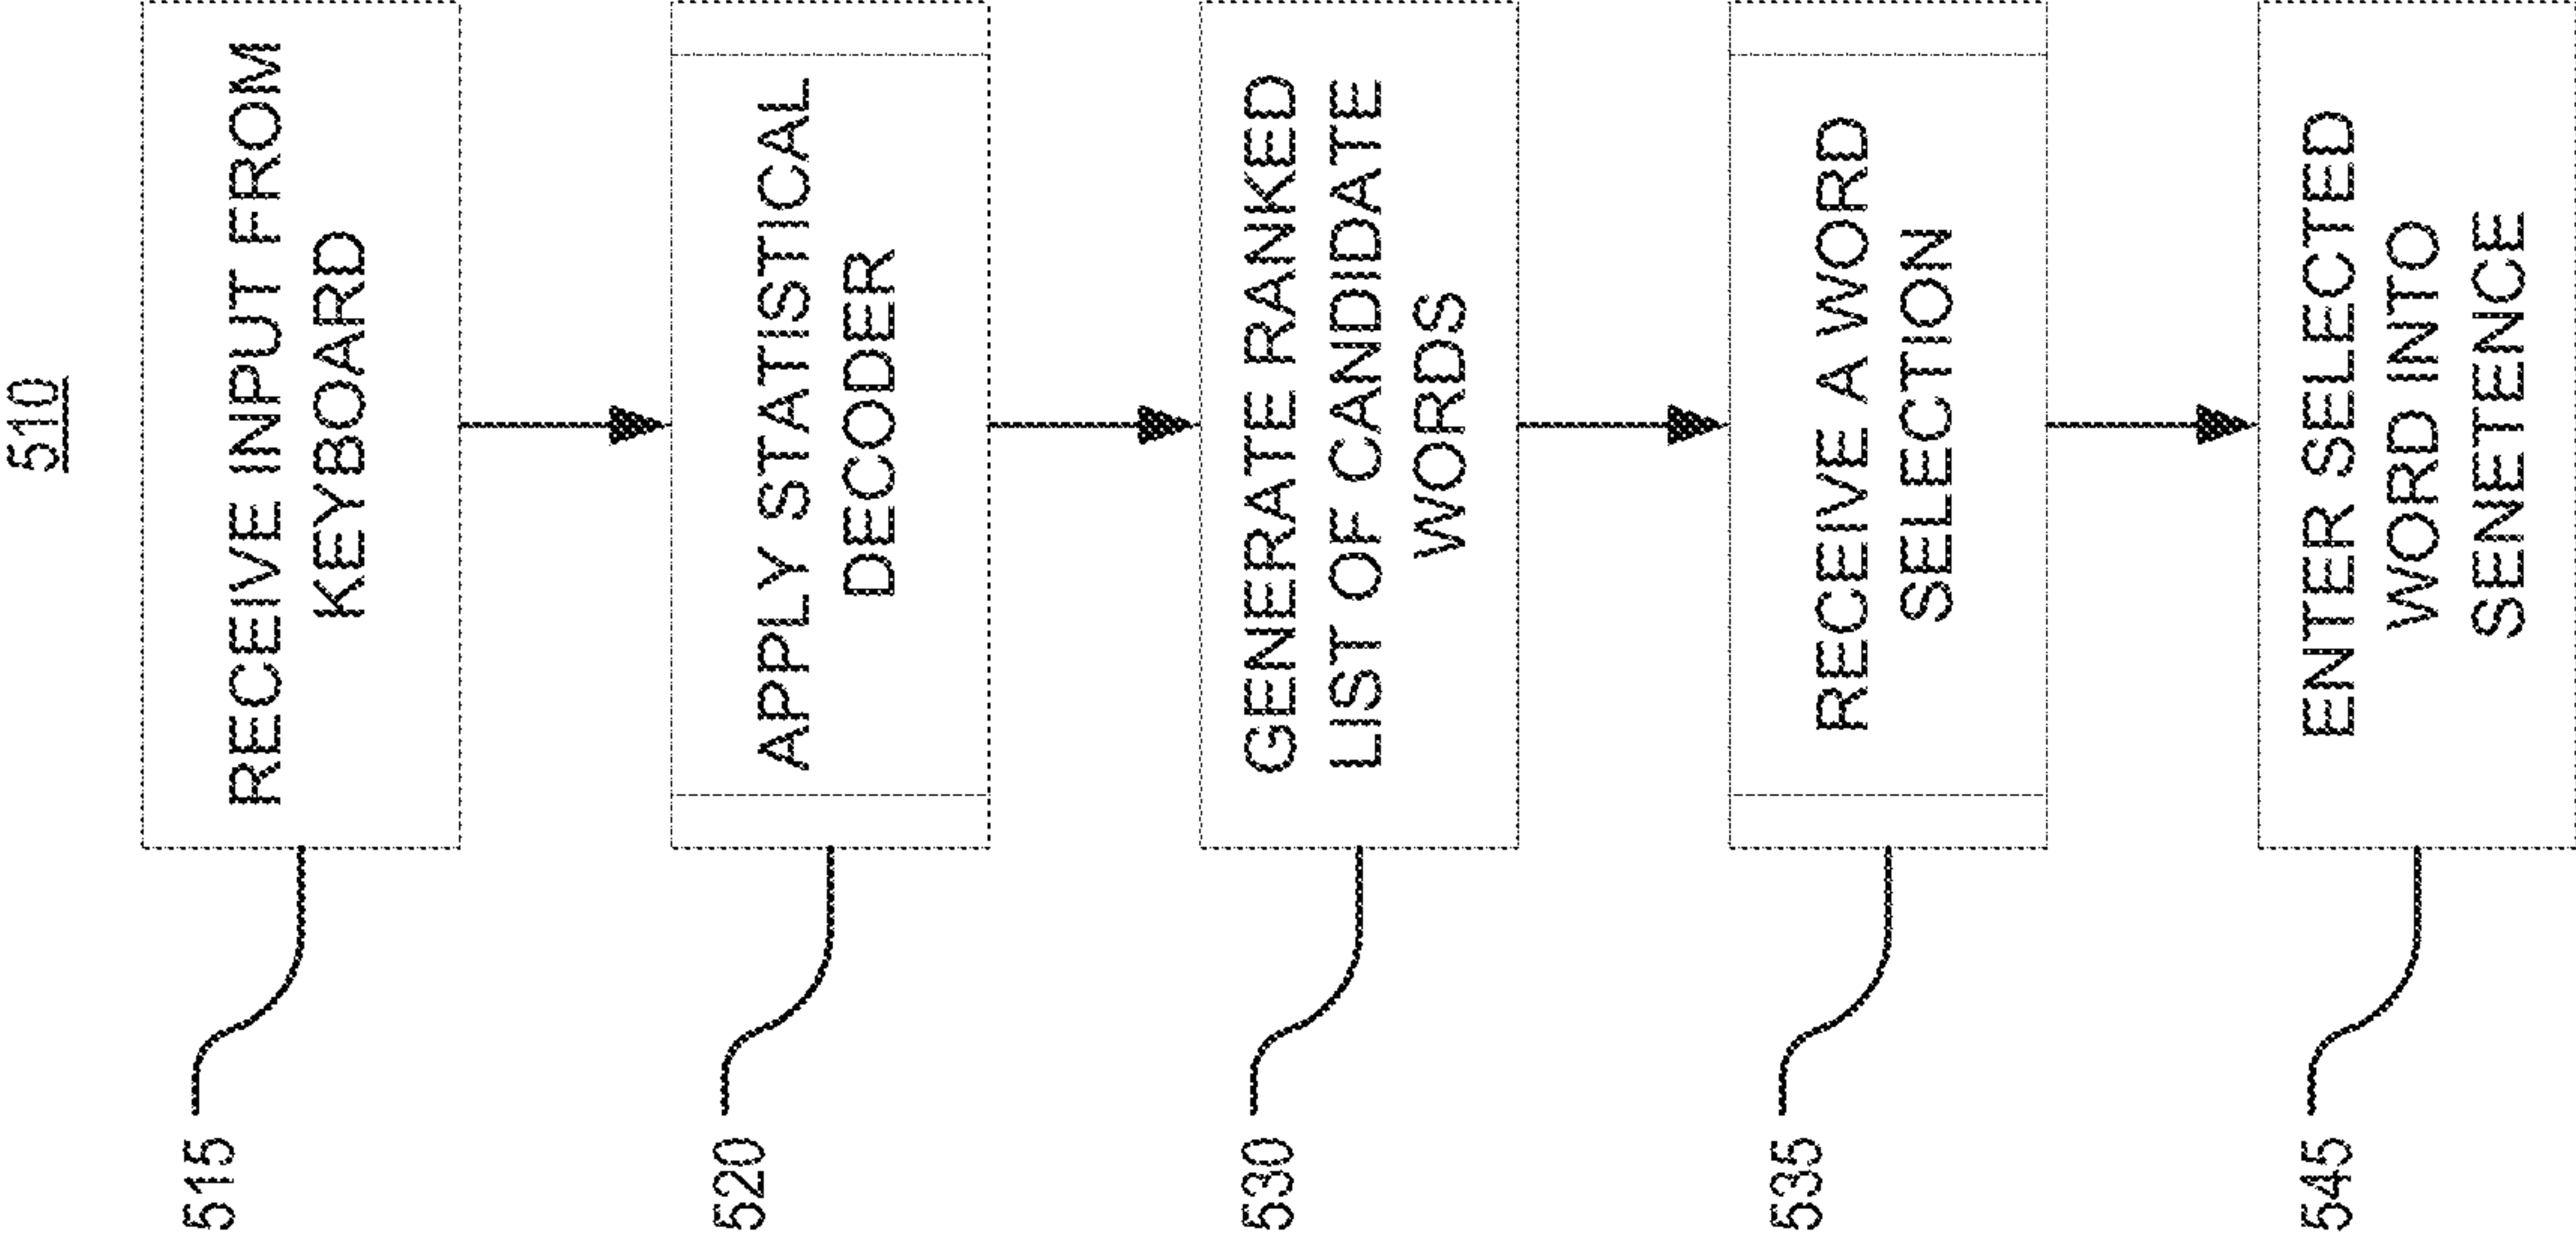 510
515
RECEIVE INPUT FROM
KEYBOARD
520
APPLY STATISTICAL
DECODER
530
GENERATE RANKED
LIST OF CANDIDATE
WORDS
535
RECEIVE A WORD
SELECTION
545
ENTER SELECTED
WORD INTO
SENETENCE